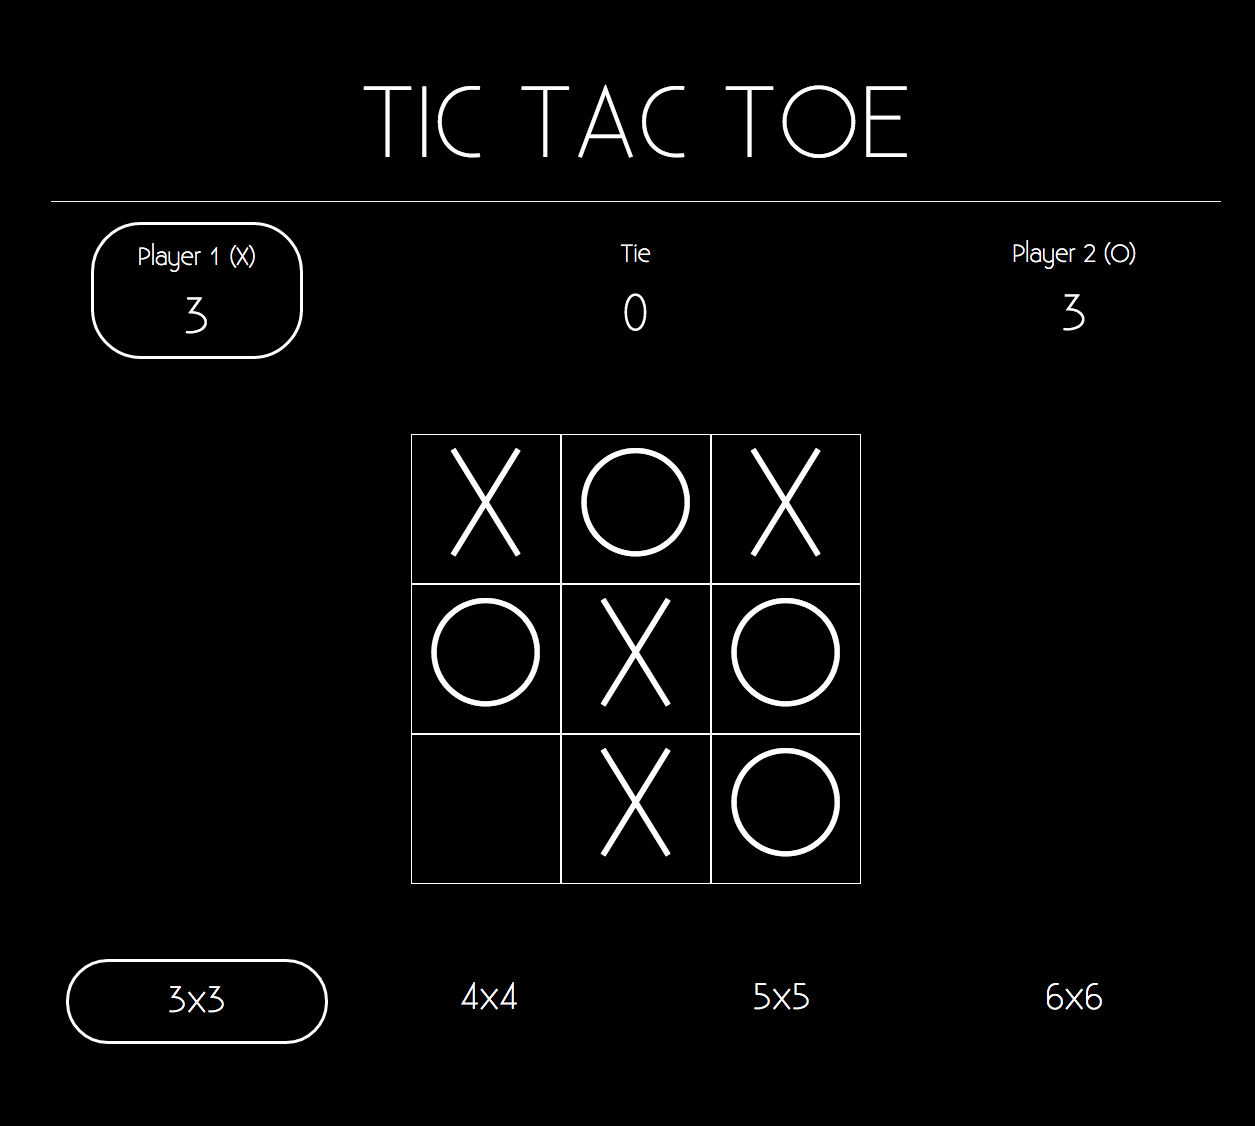 TIC TAC TOE
Player 1 (X)
3
Tie
0
Player 2 (O)
3
X O X
O X O
X O
3x3
4x4
5x5
6x6